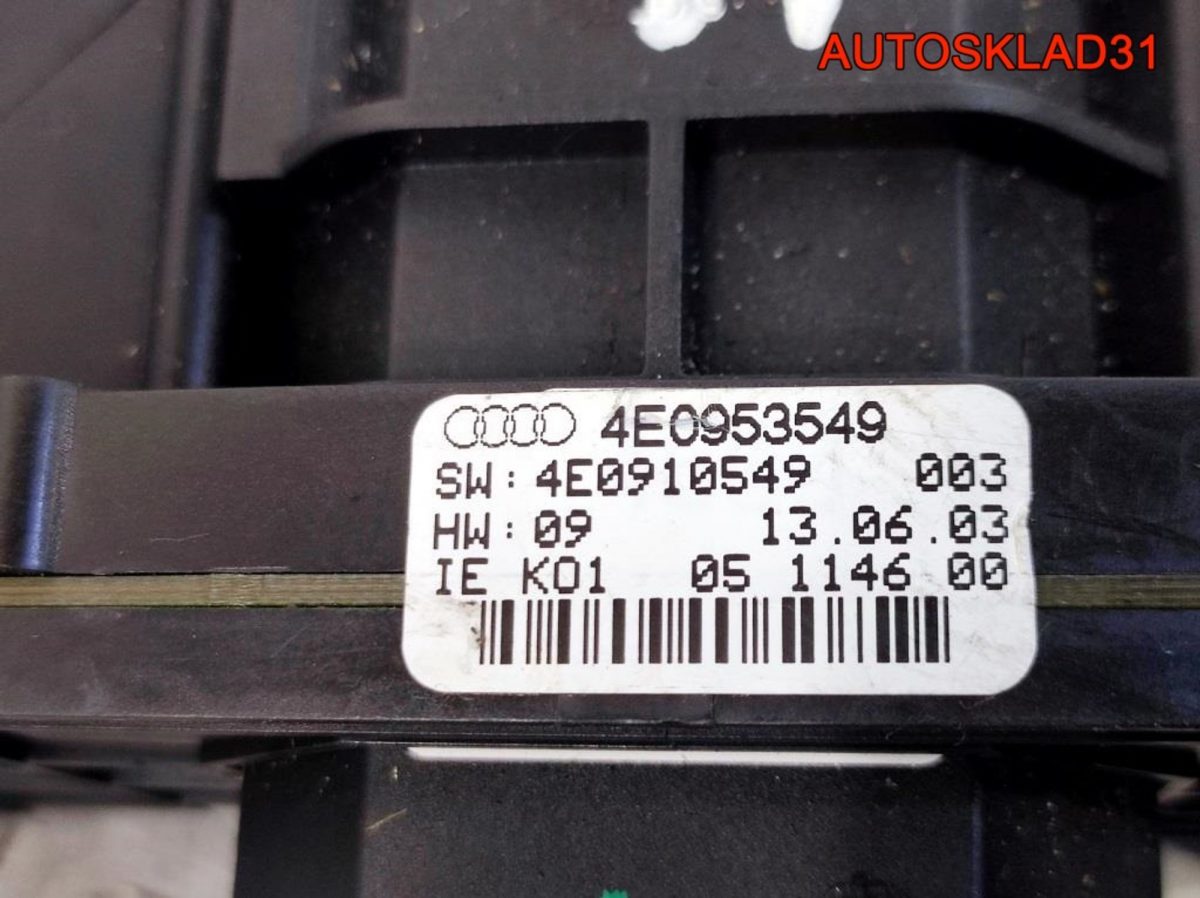 AUTOSKLAD31
4E0953549
SW: 4E0910549 003
HW: 09 13.06.03
IE K01 05 1146 00